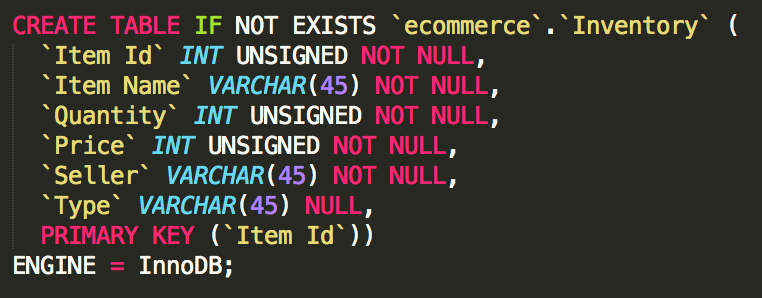 CREATE TABLE IF NOT EXISTS `ecommerce`.`Inventory` (
`Item Id` INT UNSIGNED NOT NULL,
`Item Name` VARCHAR(45) NOT NULL,
`Quantity` INT UNSIGNED NOT NULL,
`Price` INT UNSIGNED NOT NULL,
`Seller` VARCHAR(45) NOT NULL,
`Type` VARCHAR(45) NULL,
PRIMARY KEY (`Item Id`))
ENGINE = InnoDB;